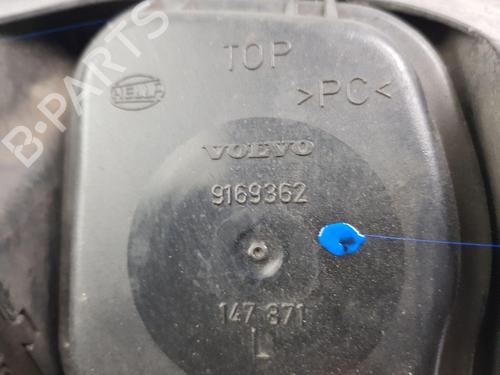 TOP
HELLA
>PC<
VOLVO
9169362
147 871
L
B-PARTS